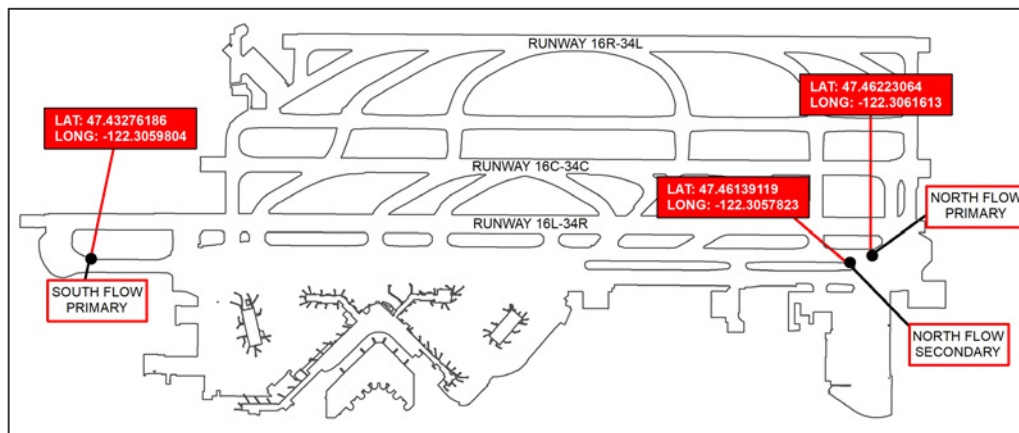 RUNWAY 16R-34L
LAT: 47.46223064
LONG: -122.3061613
LAT: 47.43276186
LONG: -122.3059804
RUNWAY 16C-34C
LAT: 47.46139119
LONG: -122.3057823
NORTH FLOW
PRIMARY
RUNWAY 16L-34R
SOUTH FLOW
PRIMARY
NORTH FLOW
SECONDARY